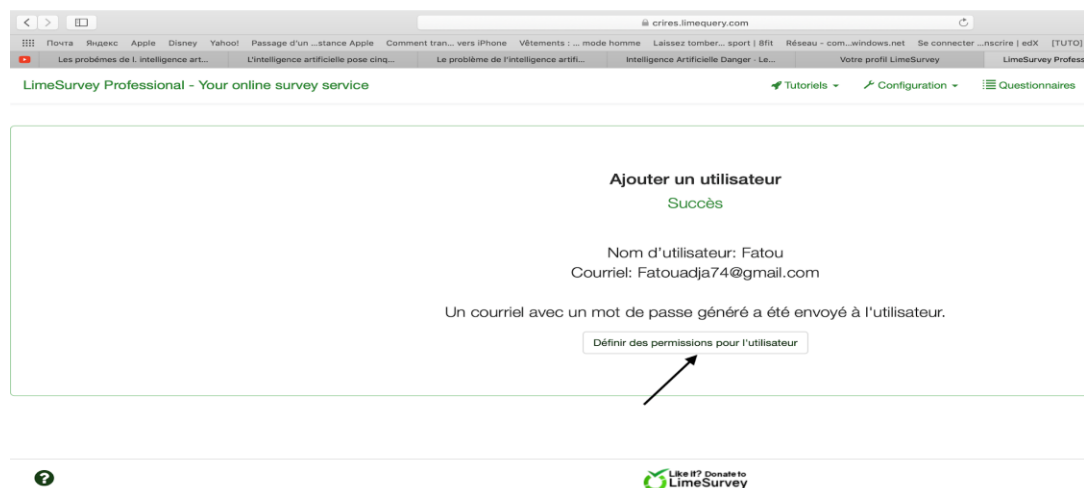 crires.limequery.com
Почта Яндекс Apple Disney Yahoo! Passage d'un ...stance Apple Comment tran... vers iPhone Vêtements : ... mode homme Laissez tomber... sport | 8fit Réseau - com...windows.net Se connecter ...nscrire | edX [TUTO]
Les probémes de l. intelligence art... L'intelligence artificielle pose cinq... Le problème de l'intelligence artifi... Intelligence Artificielle Danger - Le... Votre profil LimeSurvey LimeSurvey Profess
LimeSurvey Professional - Your online survey service Tutoriels Configuration Questionnaires
Ajouter un utilisateur
Succès
Nom d'utilisateur: Fatou
Courriel: Fatouadja74@gmail.com
Un courriel avec un mot de passe généré a été envoyé à l'utilisateur.
Définir des permissions pour l'utilisateur
?
Like it? Donate to
LimeSurvey